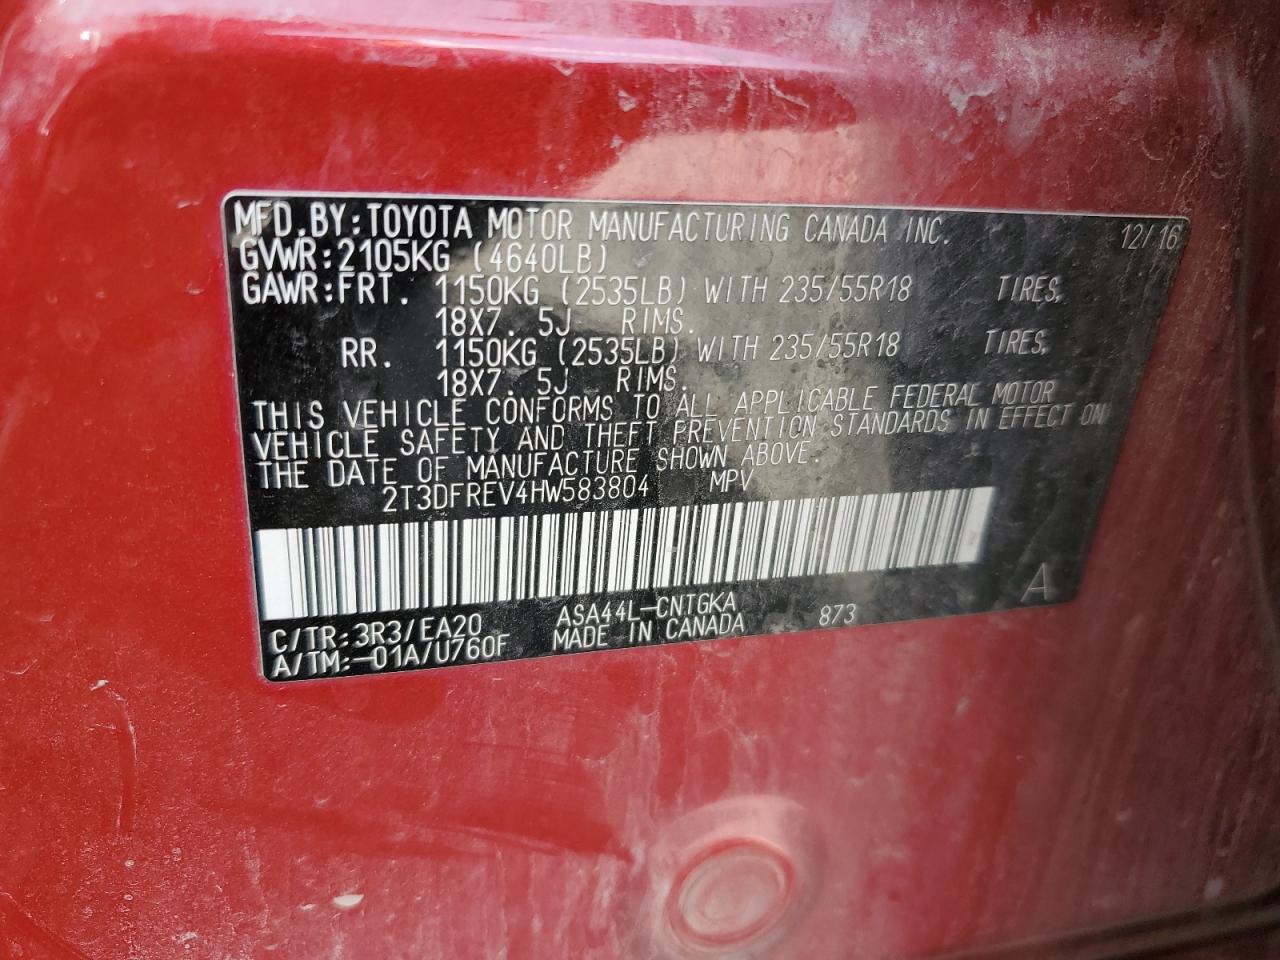 MFD.BY:TOYOTA MOTOR MANUFACTURING CANADA INC. 12/16
GVWR:2105KG (4640LB)
GAWR:FRT. 1150KG (2535LB) WITH 235/55R18 TIRES,
18X7. 5J RIMS.
RR. 1150KG (2535LB) WITH 235/55R18 TIRES,
18X7. 5J RIMS.
THIS VEHICLE CONFORMS TO ALL APPLICABLE FEDERAL MOTOR
VEHICLE SAFETY AND THEFT PREVENTION STANDARDS IN EFFECT ON
THE DATE OF MANUFACTURE SHOWN ABOVE.
2T3DFREV4HW583804 MPV
C/TR:3R3/EA20 ASA44L-CNTGKA 873 A
A/TM:-01A/U760F MADE IN CANADA